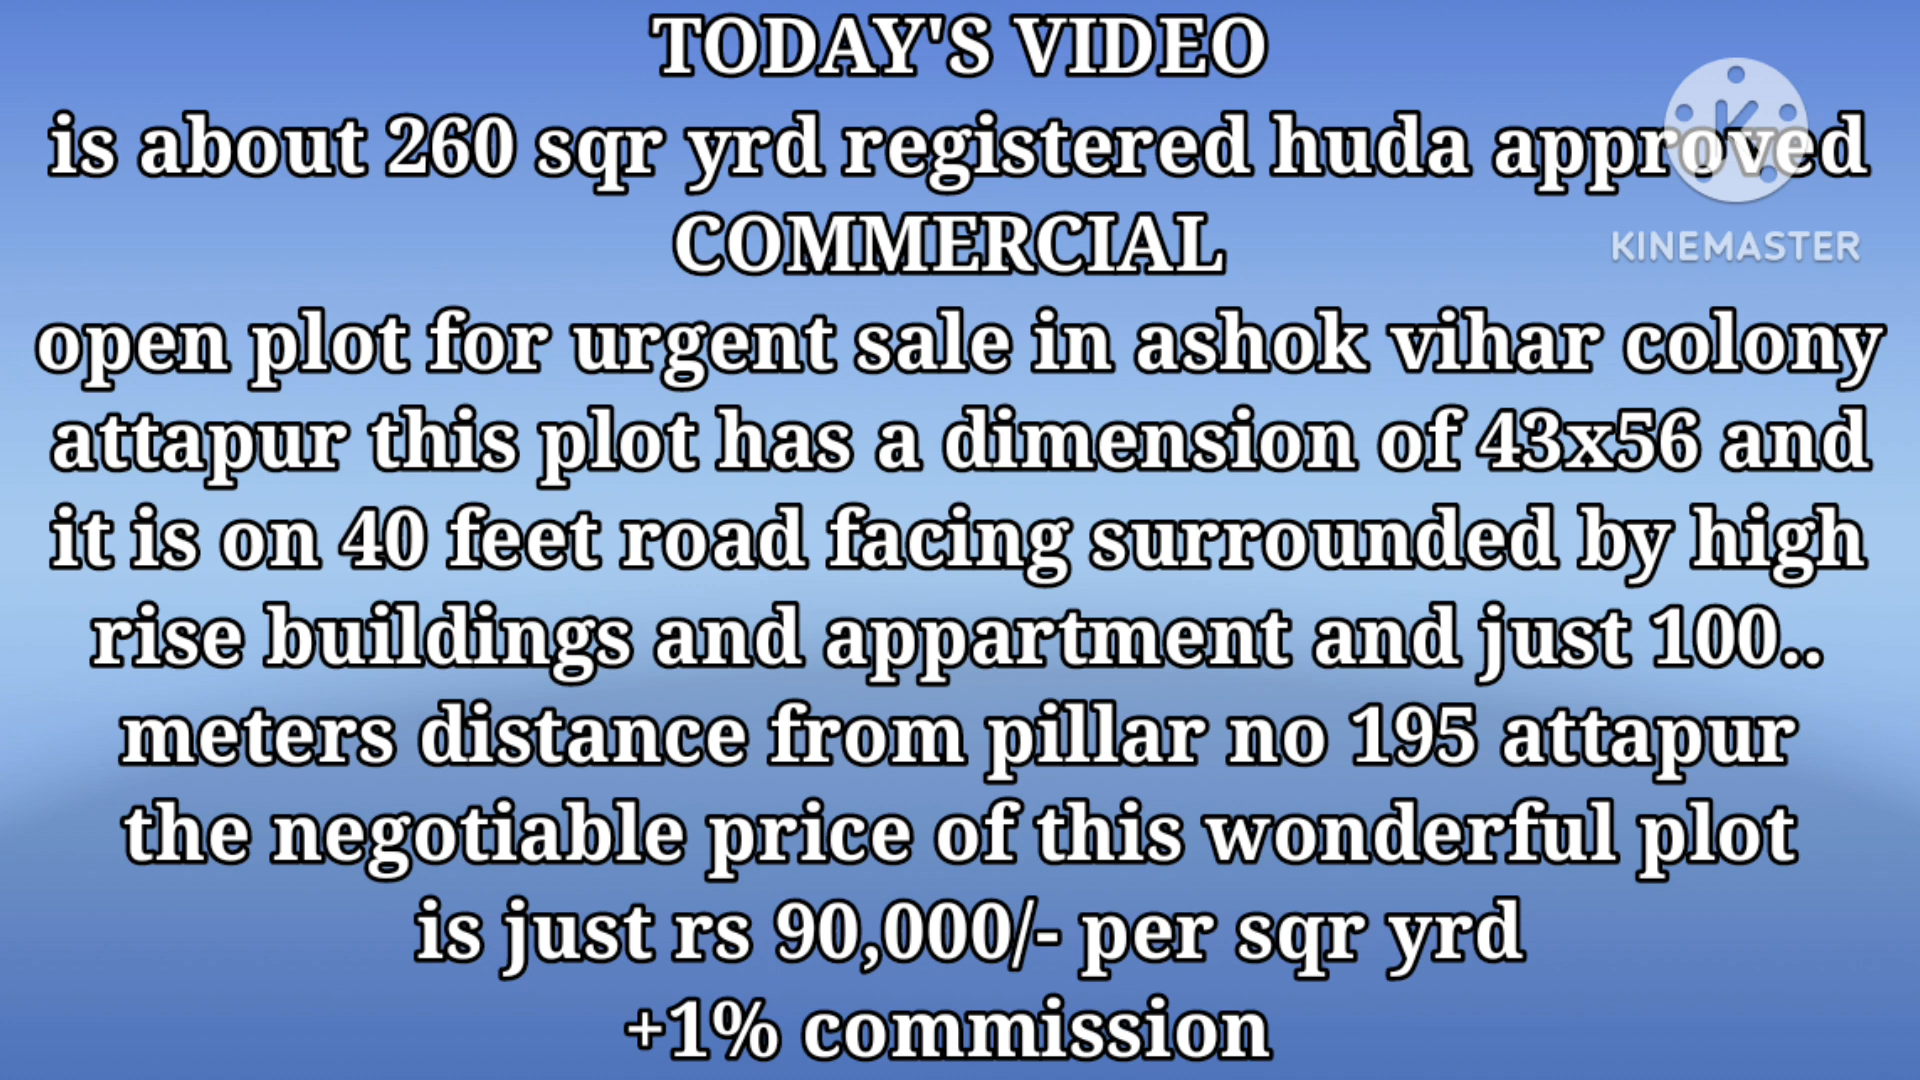 TODAY'S VIDEO
is about 260 sqr yrd registered huda approved
COMMERCIAL
KINEMASTER
open plot for urgent sale in ashok vihar colony
attapur this plot has a dimension of 43x56 and
it is on 40 feet road facing surrounded by high
rise buildings and appartment and just 100..
meters distance from pillar no 195 attapur
the negotiable price of this wonderful plot
is just rs 90,000/- per sqr yrd
+1% commission